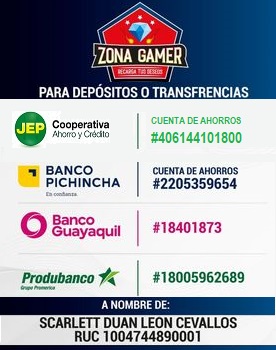 ZONA GAMER
RECARGA TUS DESEOS
PARA DEPÓSITOS O TRANSFRENCIAS
JEP Cooperativa
Ahorro y Crédito
CUENTA DE AHORROS
#406144101800
BANCO
PICHINCHA
En confianza
CUENTA DE AHORROS
#2205359654
Banco
Guayaquil
#18401873
Produbanco
Grupo Promerica
#18005962689
A NOMBRE DE:
SCARLETT DUAN LEON CEVALLOS
RUC 1004744890001